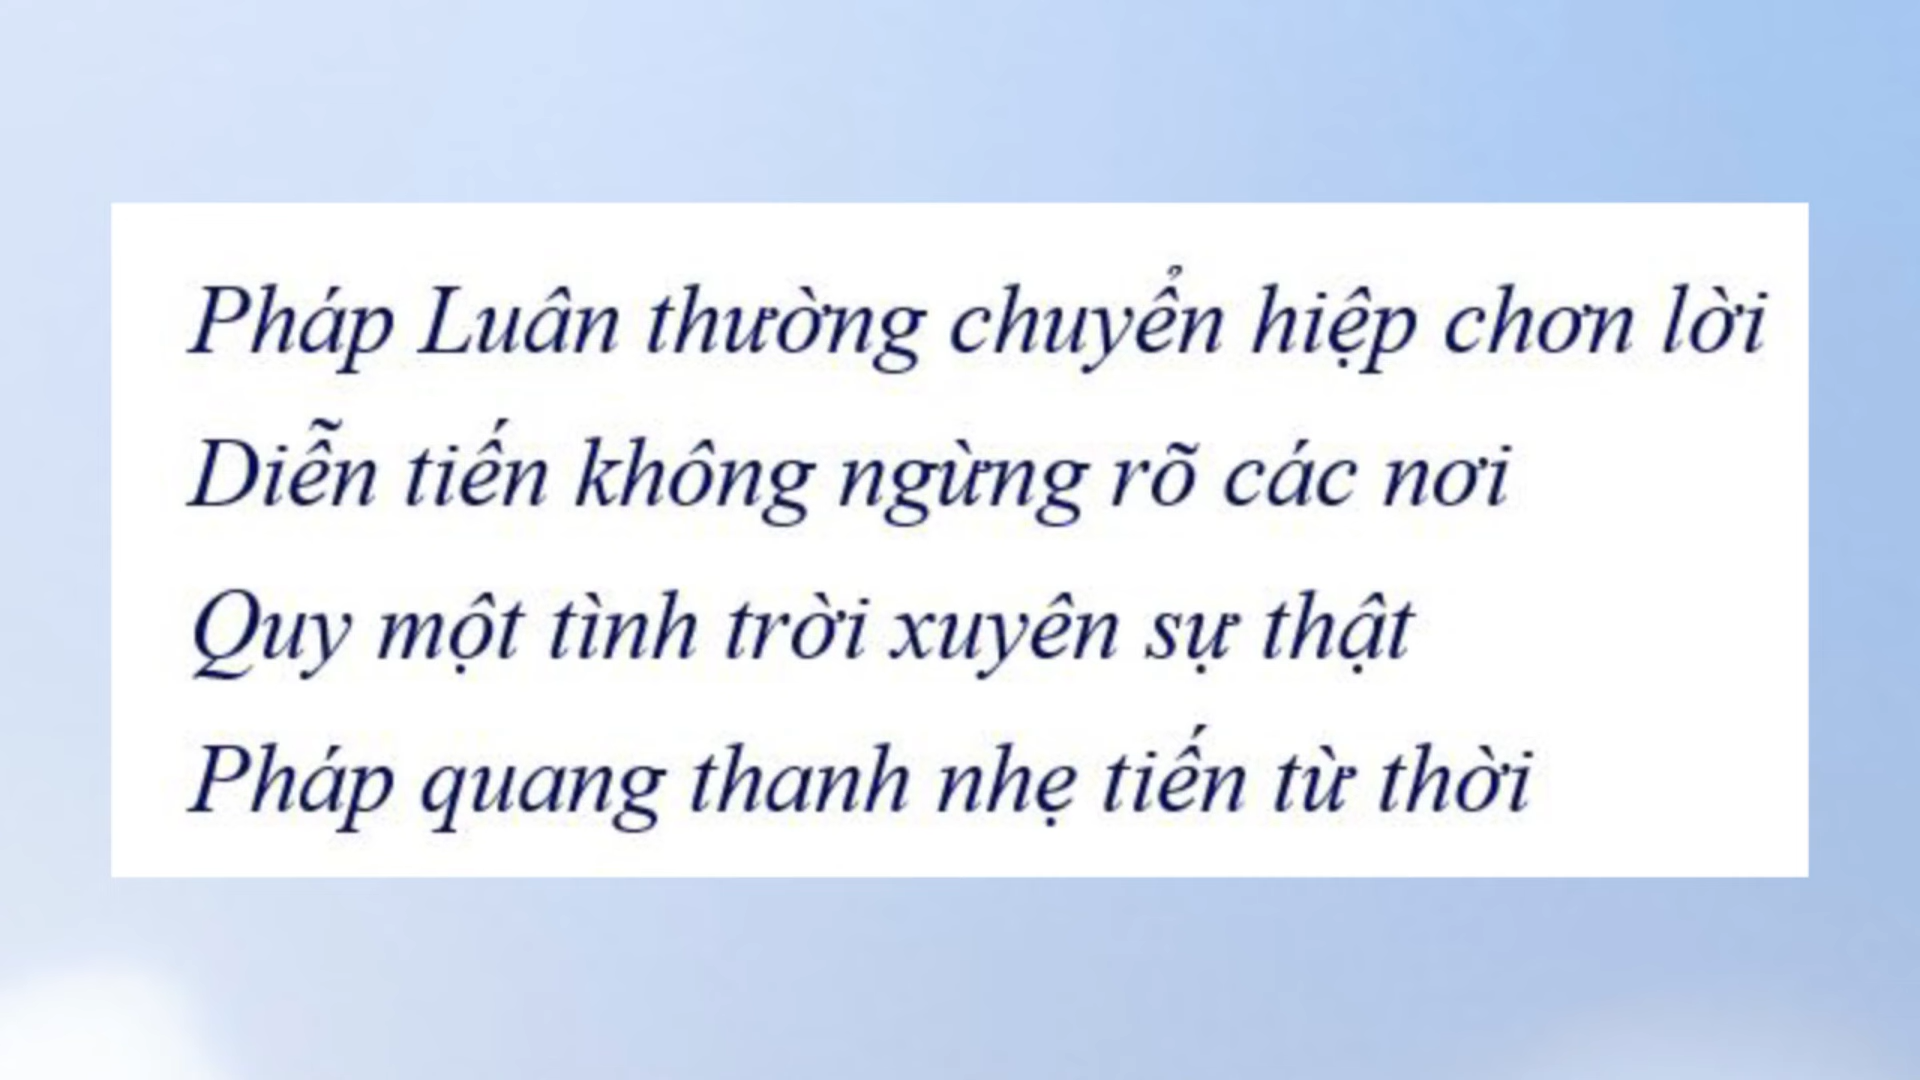 Pháp Luân thường chuyển hiệp chơn lời
Diễn tiến không ngừng rõ các nơi
Quy một tình trời xuyên sự thật
Pháp quang thanh nhẹ tiến từ thời